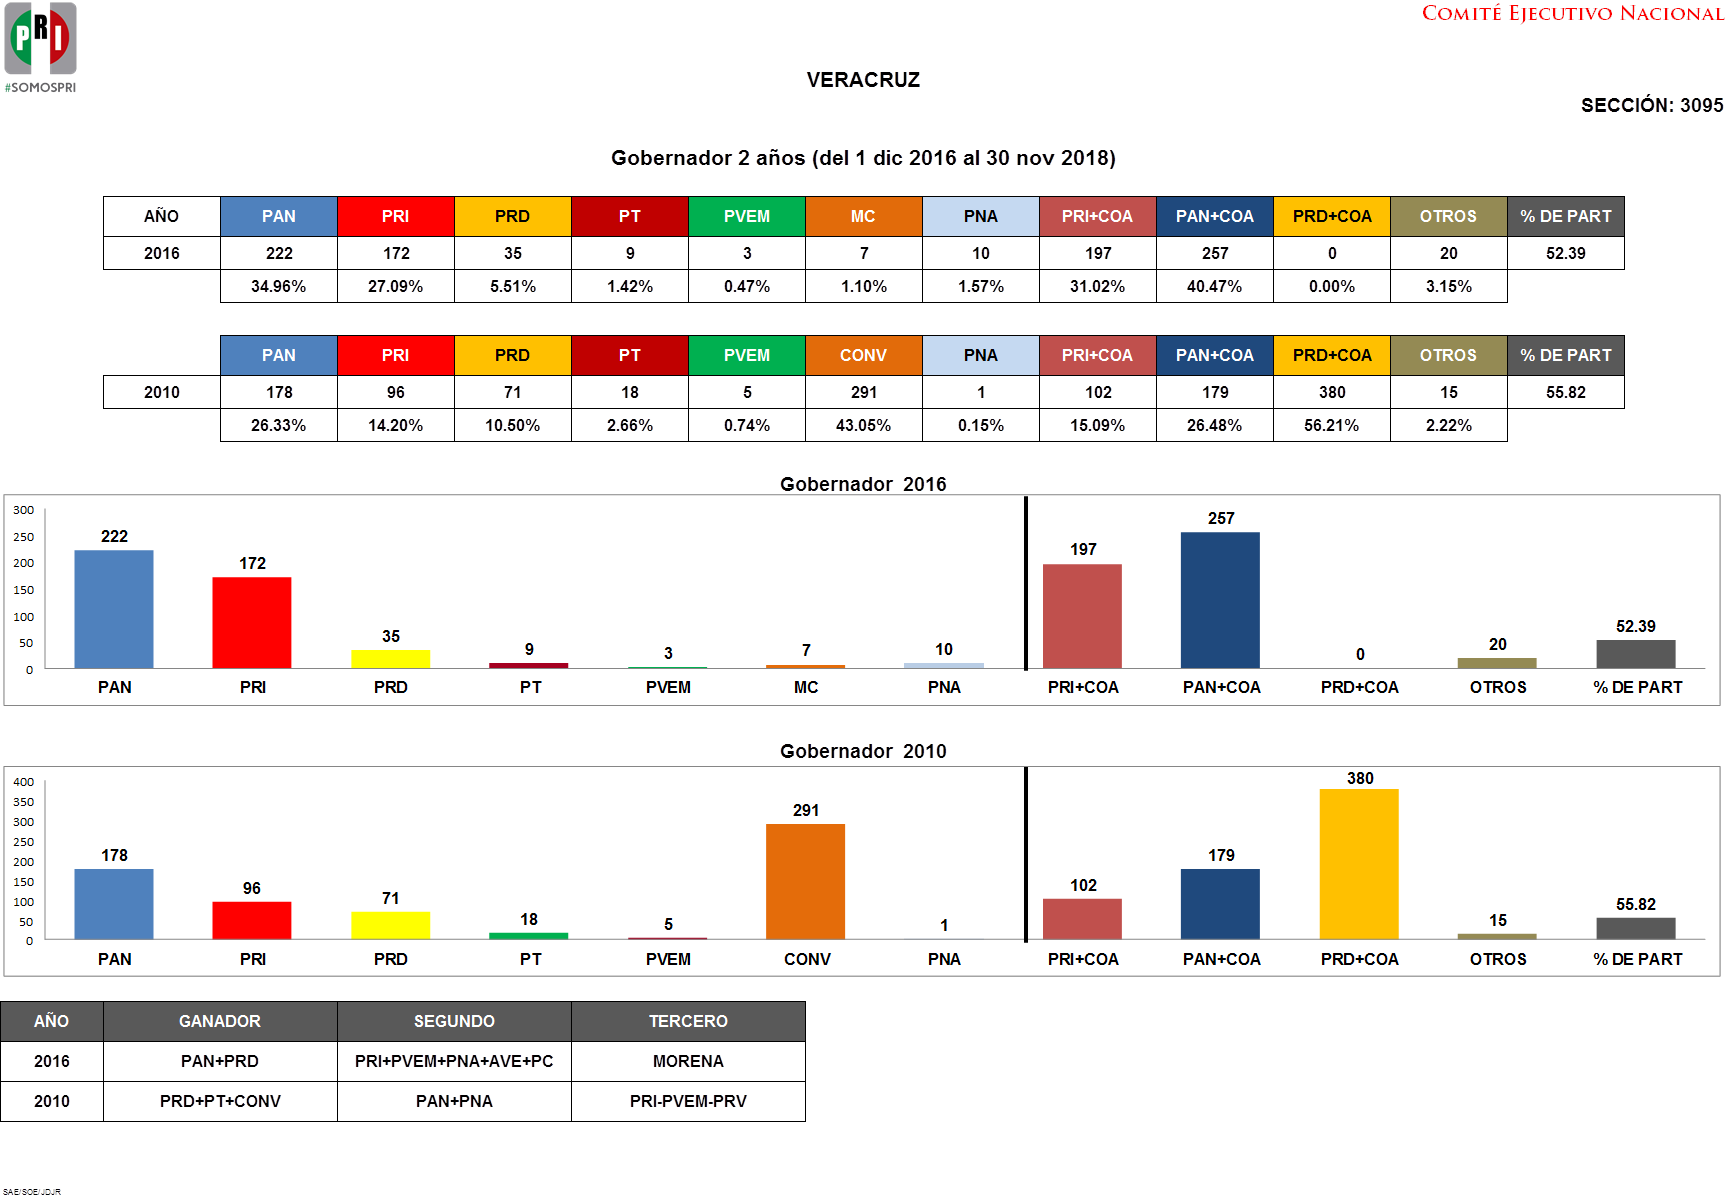 PRI
#SOMOSPRI
COMITÉ EJECUTIVO NACIONAL
VERACRUZ
SECCIÓN: 3095
Gobernador 2 años (del 1 dic 2016 al 30 nov 2018)
AÑO PAN PRI PRD PT PVEM MC PNA PRI+COA PAN+COA PRD+COA OTROS % DE PART
2016 222 172 35 9 3 7 10 197 257 0 20 52.39
34.96% 27.09% 5.51% 1.42% 0.47% 1.10% 1.57% 31.02% 40.47% 0.00% 3.15%
PAN PRI PRD PT PVEM CONV PNA PRI+COA PAN+COA PRD+COA OTROS % DE PART
2010 178 96 71 18 5 291 1 102 179 380 15 55.82
26.33% 14.20% 10.50% 2.66% 0.74% 43.05% 0.15% 15.09% 26.48% 56.21% 2.22%
Gobernador 2016
300
250
200
150
100
50
0
222 172 35 9 3 7 10 197 257 0 20 52.39
PAN PRI PRD PT PVEM MC PNA PRI+COA PAN+COA PRD+COA OTROS % DE PART
Gobernador 2010
400
350
300
250
200
150
100
50
0
178 96 71 18 5 291 1 102 179 380 15 55.82
PAN PRI PRD PT PVEM CONV PNA PRI+COA PAN+COA PRD+COA OTROS % DE PART
AÑO GANADOR SEGUNDO TERCERO
2016 PAN+PRD PRI+PVEM+PNA+AVE+PC MORENA
2010 PRD+PT+CONV PAN+PNA PRI-PVEM-PRV
SAE/SOE/JDJR